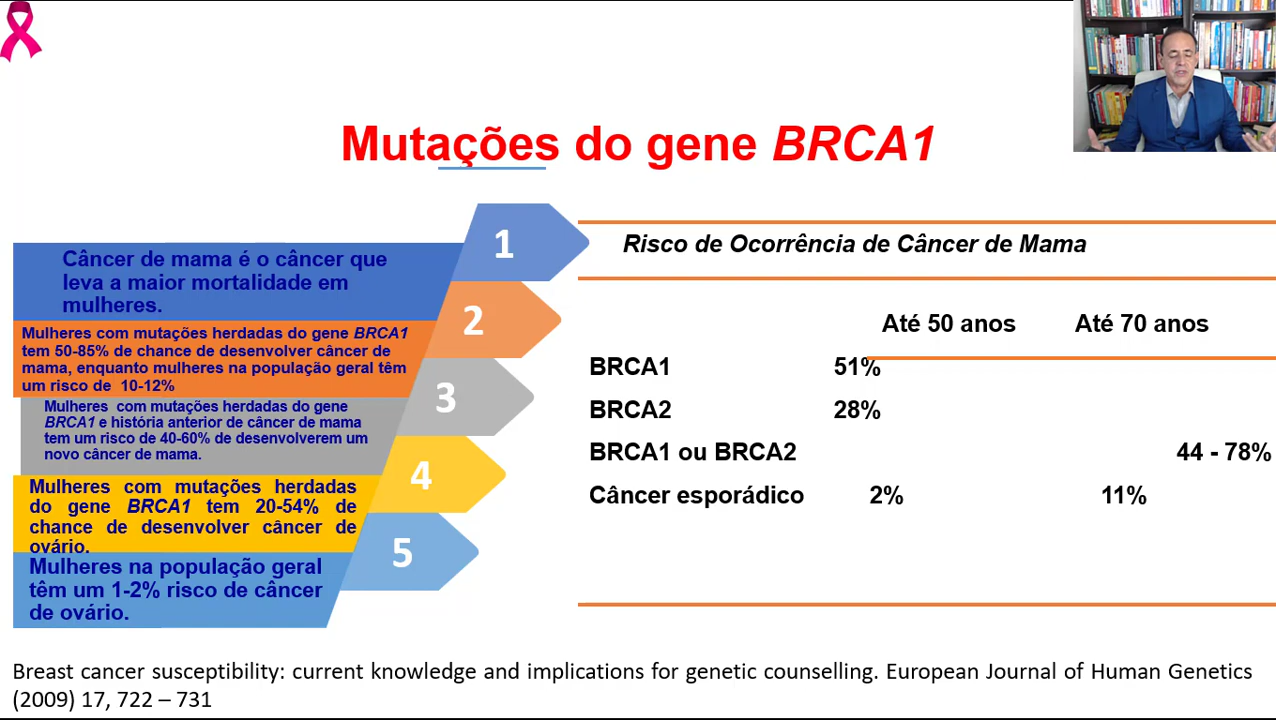 Mutações do gene BRCA1
1
Câncer de mama é o câncer que
leva a maior mortalidade em
mulheres.
2
Mulheres com mutações herdadas do gene BRCA1
tem 50-85% de chance de desenvolver câncer de
mama, enquanto mulheres na população geral têm
um risco de 10-12%
3
Mulheres com mutações herdadas do gene
BRCA1 e história anterior de câncer de mama
tem um risco de 40-60% de desenvolverem um
novo câncer de mama.
4
Mulheres com mutações herdadas
do gene BRCA1 tem 20-54% de
chance de desenvolver câncer de
ovário.
5
Mulheres na população geral
têm um 1-2% risco de câncer
de ovário.
Risco de Ocorrência de Câncer de Mama
Até 50 anos Até 70 anos
BRCA1 51%
BRCA2 28%
BRCA1 ou BRCA2 44 - 78%
Câncer esporádico 2% 11%
Breast cancer susceptibility: current knowledge and implications for genetic counselling. European Journal of Human Genetics
(2009) 17, 722 – 731